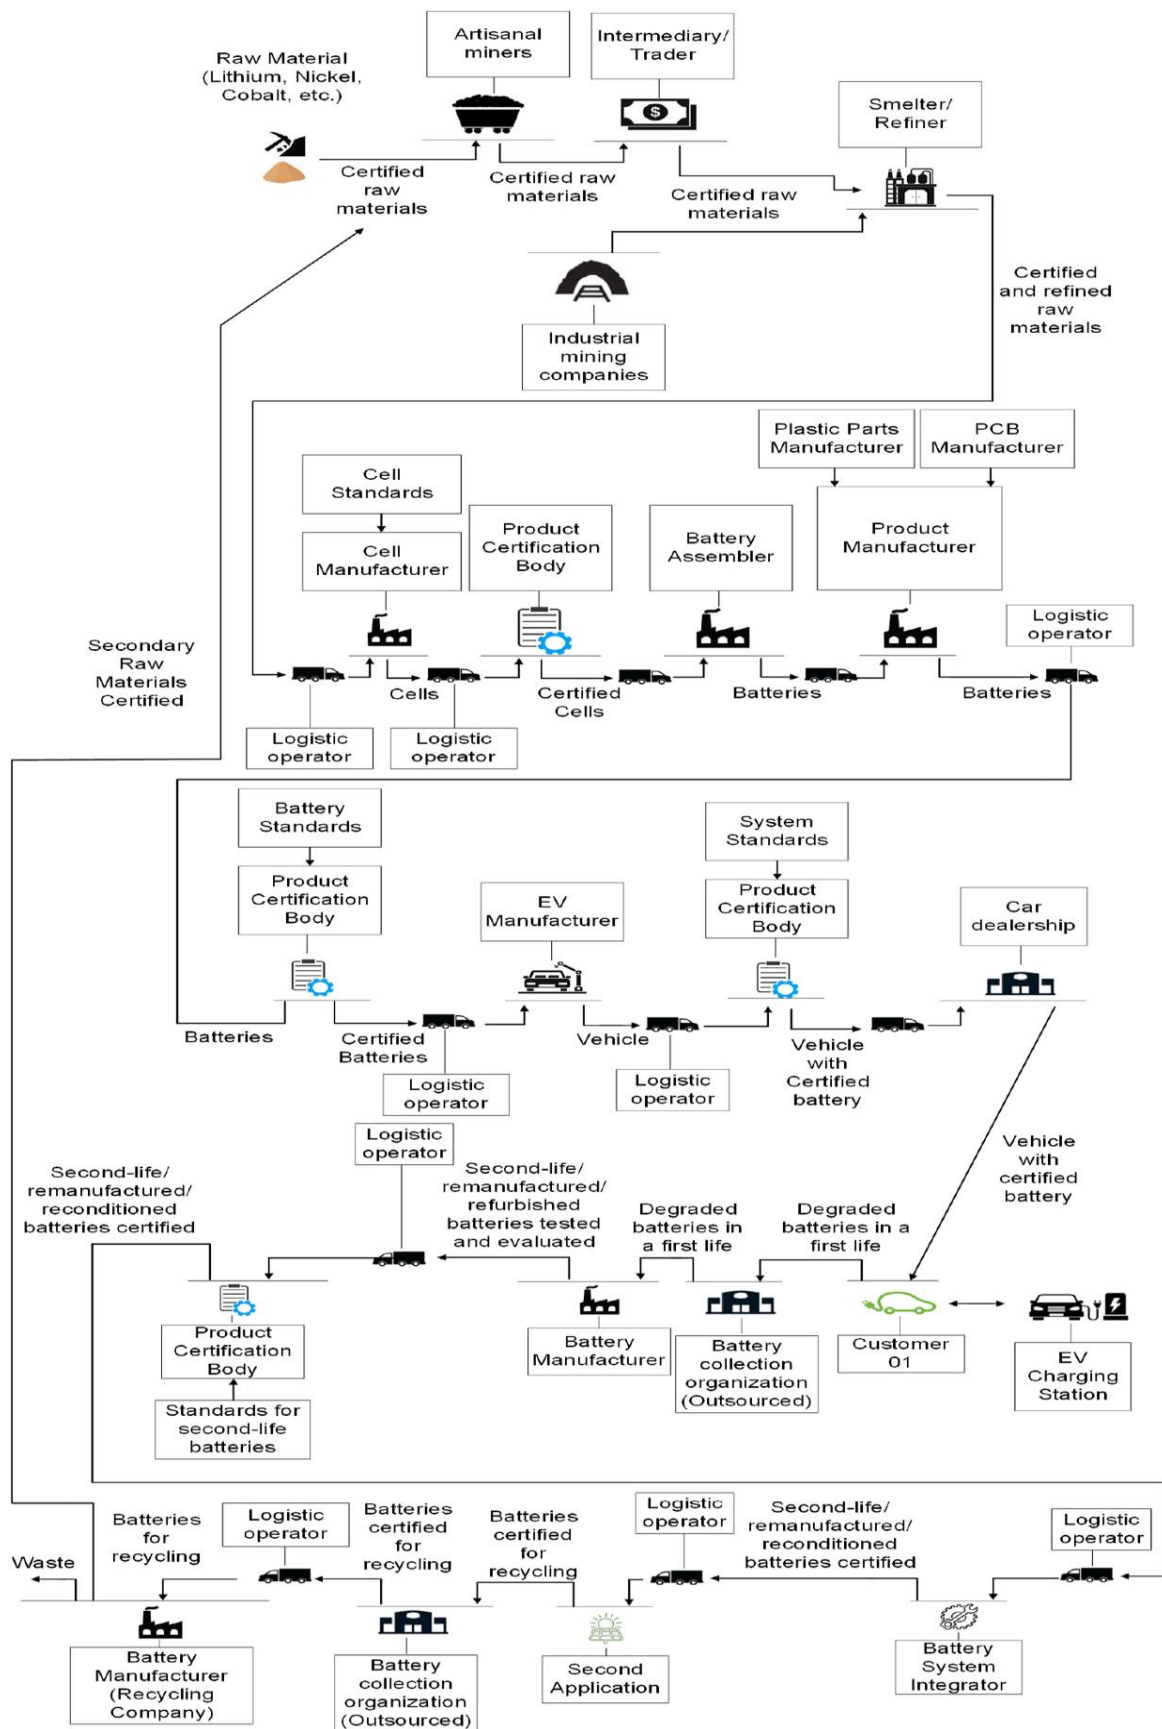 Artisanal
miners
Intermediary/
Trader
Raw Material
(Lithium, Nickel,
Cobalt, etc.)
Smelter/
Refiner
$
Certified
raw
materials
Certified raw
materials
Certified raw
materials
Industrial
mining
companies
Certified
and refined
raw
materials
Plastic Parts
Manufacturer
PCB
Manufacturer
Cell
Standards
Cell
Manufacturer
Product
Certification
Body
Battery
Assembler
Product
Manufacturer
Logistic
operator
Secondary
Raw
Materials
Certified
Cells
Certified
Cells
Batteries
Batteries
Logistic
operator
Logistic
operator
Battery
Standards
Product
Certification
Body
EV
Manufacturer
System
Standards
Product
Certification
Body
Car
dealership
Batteries
Certified
Batteries
Vehicle
Vehicle
with
Certified
battery
Logistic
operator
Logistic
operator
Logistic
operator
Vehicle
with
certified
battery
Second-life/
remanufactured/
reconditioned
batteries certified
Second-life/
remanufactured/
refurbished
batteries tested
and evaluated
Degraded
batteries in
a first life
Degraded
batteries in a
first life
Product
Certification
Body
Standards for
second-life
batteries
Battery
Manufacturer
Battery
collection
organization
(Outsourced)
Customer
01
EV
Charging
Station
Waste
Batteries
for
recycling
Logistic
operator
Batteries
certified
for
recycling
Batteries
certified
for
recycling
Logistic
operator
Second-life/
remanufactured/
reconditioned
batteries certified
Logistic
operator
Battery
Manufacturer
(Recycling
Company)
Battery
collection
organization
(Outsourced)
Second
Application
Battery
System
Integrator